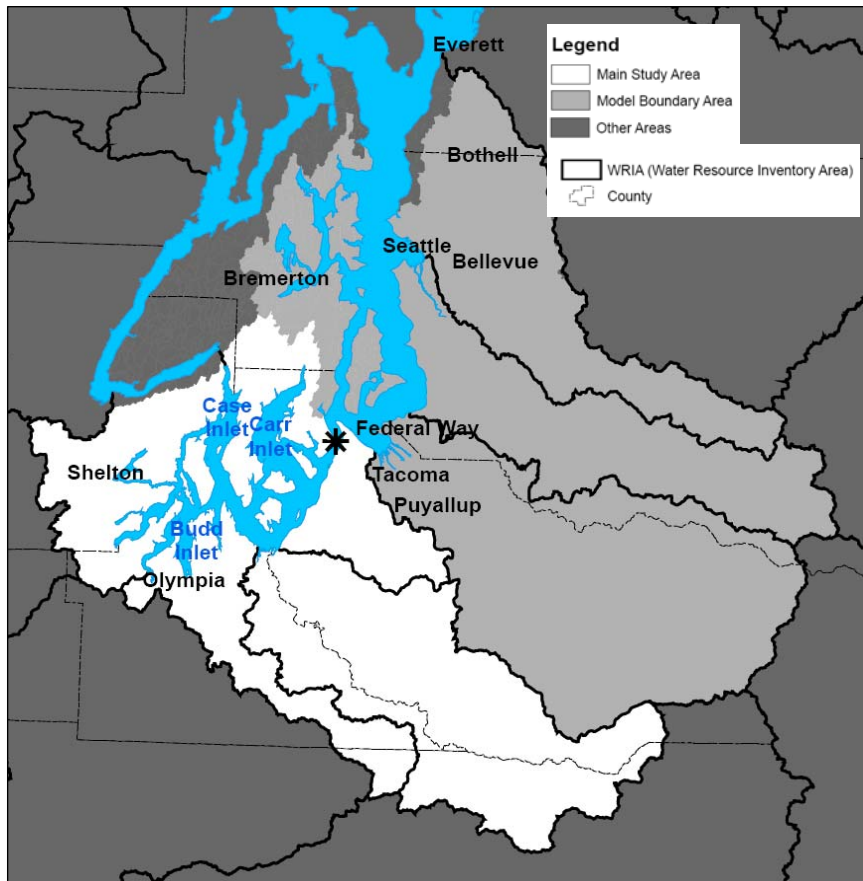 Everett
Legend
Main Study Area
Model Boundary Area
Other Areas
WRIA (Water Resource Inventory Area)
County
Bothell
Seattle
Bellevue
Bremerton
Case
Inlet
Carr
Inlet
Federal Way
Shelton
Tacoma
Puyallup
Budd
Inlet
Olympia